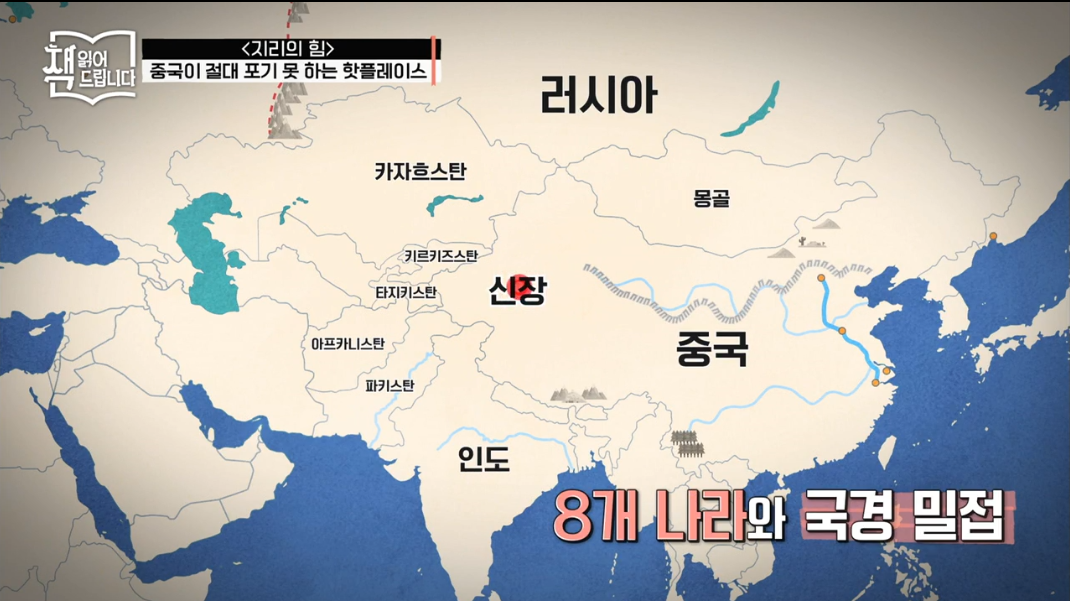 책 읽어
드립니다
<지리의 힘>
중국이 절대 포기 못 하는 핫플레이스
러시아
카자흐스탄
몽골
키르키즈스탄
신장
타지키스탄
아프카니스탄
중국
파키스탄
인도
8개 나라와 국경 밀접